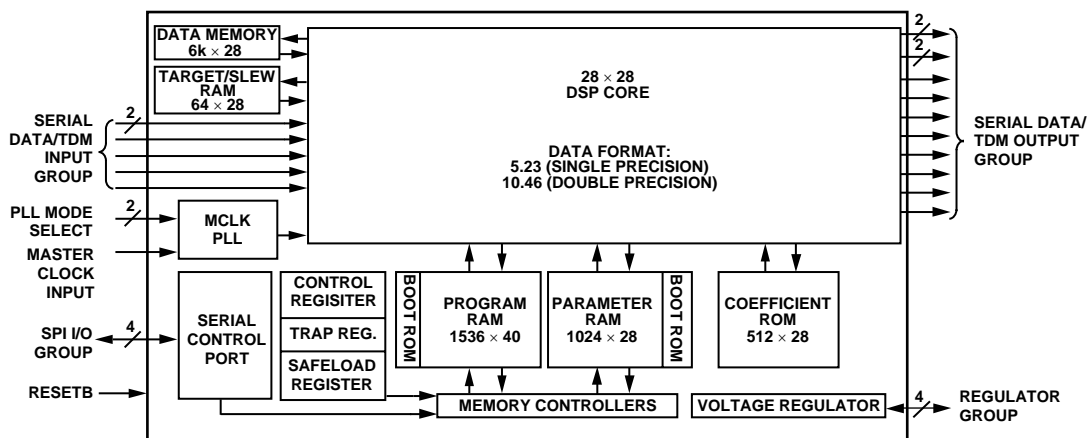 DATA MEMORY
6k × 28
TARGET/SLEW
RAM
64 × 28
28 × 28
DSP CORE
DATA FORMAT:
5.23 (SINGLE PRECISION)
10.46 (DOUBLE PRECISION)
2
2
SERIAL DATA/
TDM OUTPUT
GROUP
SERIAL
DATA/TDM
INPUT
GROUP
2
PLL MODE
SELECT
2
MCLK
PLL
MASTER
CLOCK
INPUT
SERIAL
CONTROL
PORT
CONTROL
REGISITER
TRAP REG.
SAFELOAD
REGISTER
BOOT ROM
PROGRAM
RAM
1536 × 40
PARAMETER
RAM
1024 × 28
BOOT ROM
COEFFICIENT
ROM
512 × 28
SPI I/O
GROUP
4
RESETB
MEMORY CONTROLLERS
VOLTAGE REGULATOR
4
REGULATOR
GROUP